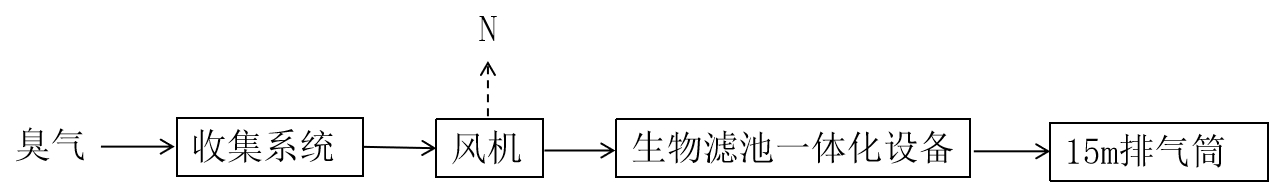 N
臭气
收集系统
风机
生物滤池一体化设备
15m排气筒